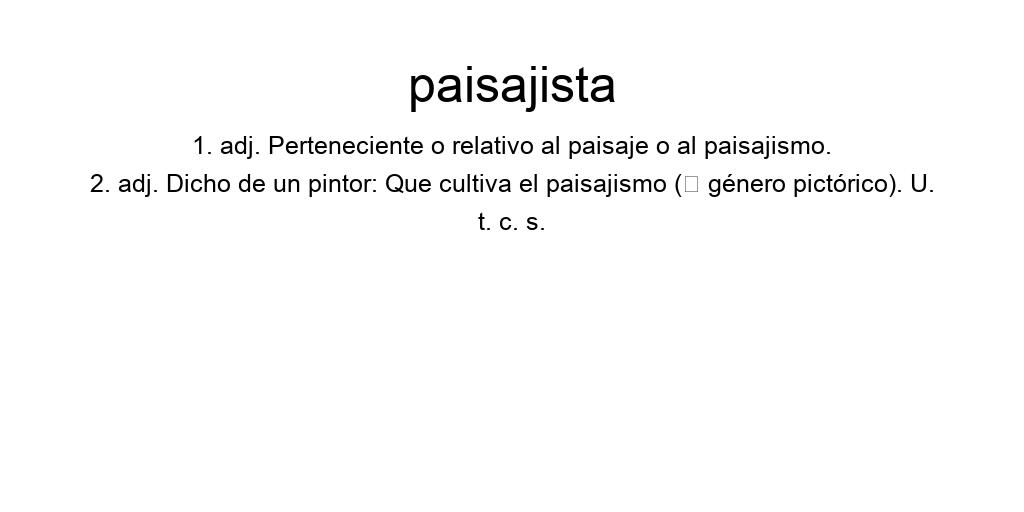 paisajista
1. adj. Perteneciente o relativo al paisaje o al paisajismo.
2. adj. Dicho de un pintor: Que cultiva el paisajismo (□ género pictórico). U.
t. c. s.